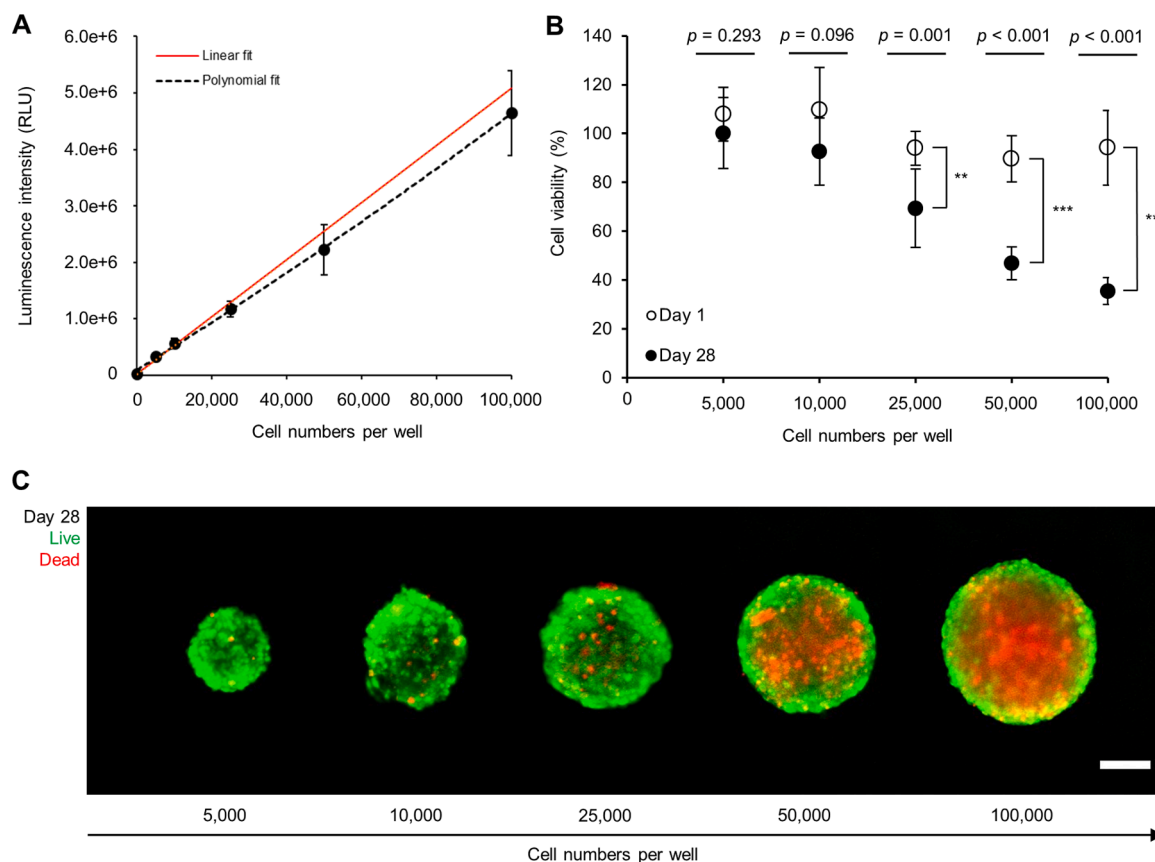 A
6.0e+6
5.0e+6
4.0e+6
3.0e+6
2.0e+6
1.0e+6
0
Luminescence intensity (RLU)
Linear fit
Polynomial fit
0 20,000 40,000 60,000 80,000 100,000
Cell numbers per well
B
p = 0.293 p = 0.096 p = 0.001 p < 0.001 p < 0.001
140
120
100
80
60
40
20
0
Cell viability (%)
**
***
**
Day 1
Day 28
0 5,000 10,000 25,000 50,000 100,000
Cell numbers per well
C
Day 28
Live
Dead
5,000 10,000 25,000 50,000 100,000
Cell numbers per well